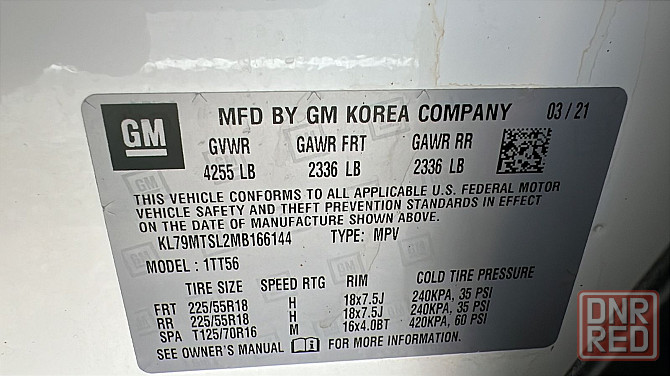 GM
MFD BY GM KOREA COMPANY 03/21
GVWR GAWR FRT GAWR RR
4255 LB 2336 LB 2336 LB
THIS VEHICLE CONFORMS TO ALL APPLICABLE U.S. FEDERAL MOTOR
VEHICLE SAFETY AND THEFT PREVENTION STANDARDS IN EFFECT
ON THE DATE OF MANUFACTURE SHOWN ABOVE.
KL79MTSL2MB166144 TYPE: MPV
MODEL: 1TT56
TIRE SIZE SPEED RTG RIM COLD TIRE PRESSURE
FRT 225/55R18 H 18x7.5J 240KPA, 35 PSI
RR 225/55R18 H 18x7.5J 240KPA, 35 PSI
SPA T125/70R16 M 16x4.0BT 420KPA, 60 PSI
SEE OWNER'S MANUAL FOR MORE INFORMATION.
DNR
RED